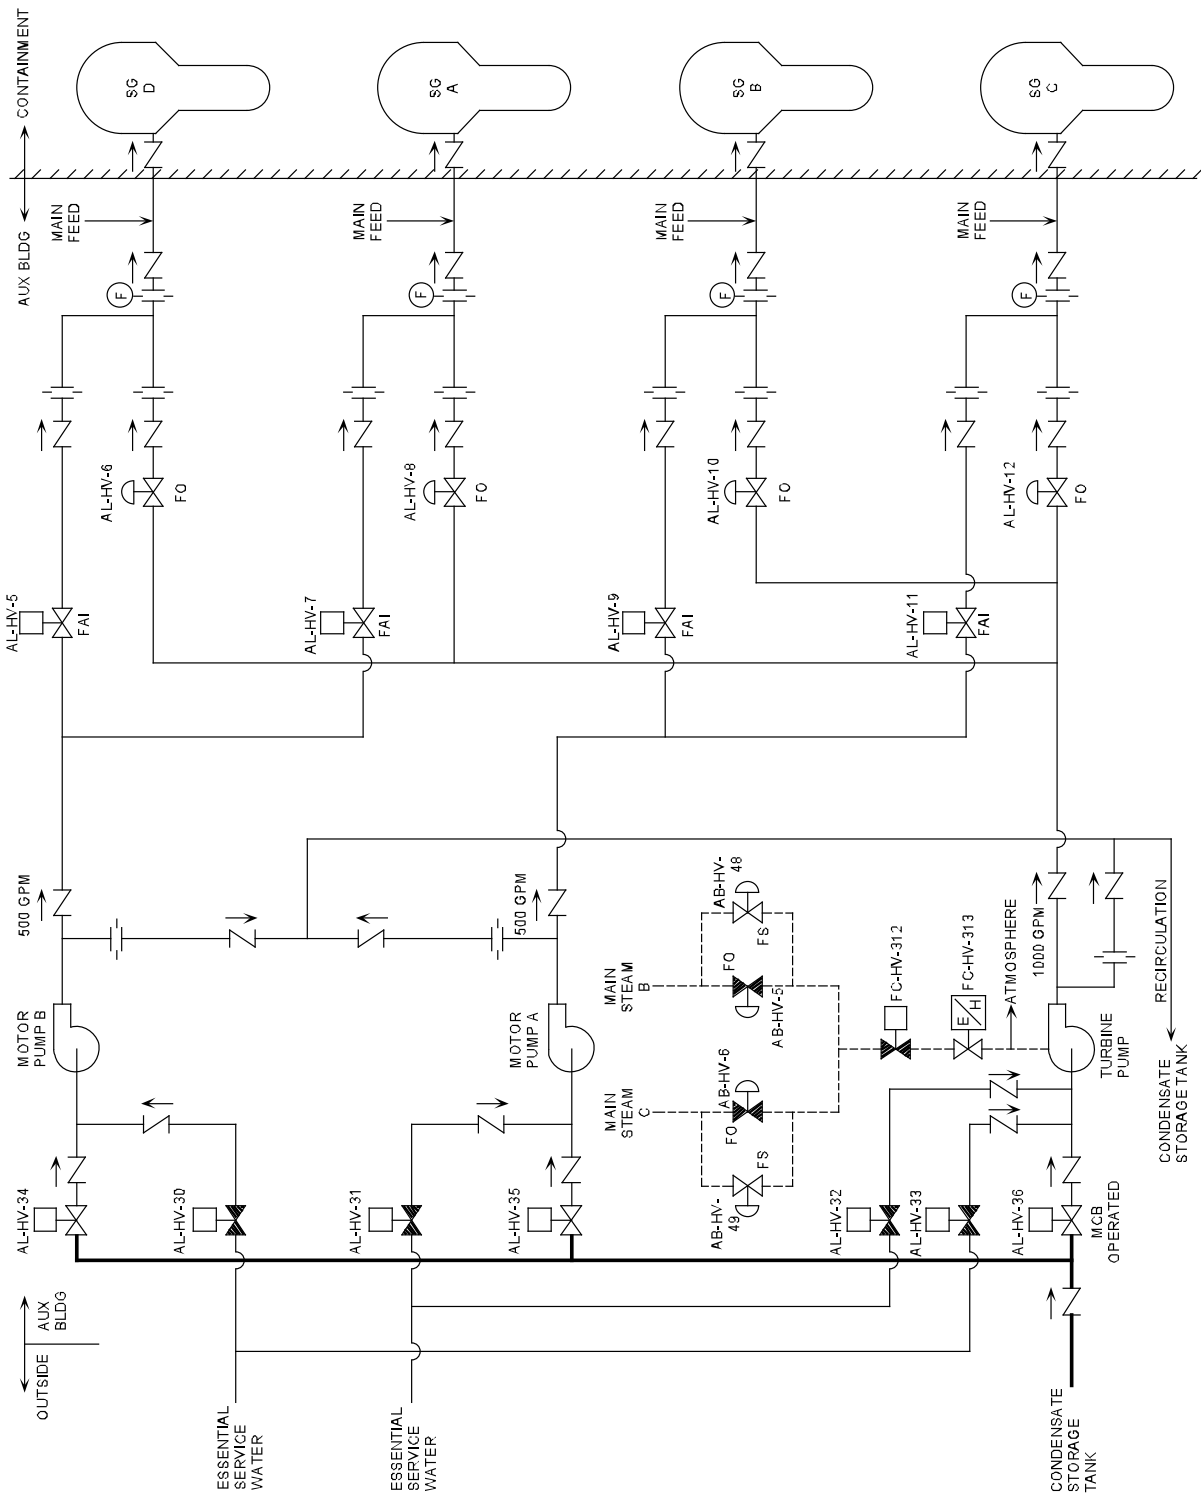 AUX BLDG
CONTAINMENT
SG
D
SG
A
SG
B
SG
C
MAIN
FEED
MAIN
FEED
MAIN
FEED
MAIN
FEED
F
F
F
F
AL-HV-6
FO
AL-HV-8
FO
AL-HV-10
FO
AL-HV-12
FO
AL-HV-5
FAI
AL-HV-7
FAI
AL-HV-9
FAI
AL-HV-11
FAI
500 GPM
500 GPM
1000 GPM
MOTOR
PUMP B
MOTOR
PUMP A
TURBINE
PUMP
MAIN
STEAM
B
AB-HV-
48
FS
FO
AB-HV-5
MAIN
STEAM
C
AB-HV-6
FO
FS
AB-HV-
49
FC-HV-312
FC-HV-313
E
H
ATMOSPHERE
RECIRCULATION
CONDENSATE
STORAGE TANK
AL-HV-34
AL-HV-30
AL-HV-31
AL-HV-35
AL-HV-32
AL-HV-33
AL-HV-36
MCB
OPERATED
OUTSIDE
AUX
BLDG
ESSENTIAL
SERVICE
WATER
ESSENTIAL
SERVICE
WATER
CONDENSATE
STORAGE
TANK